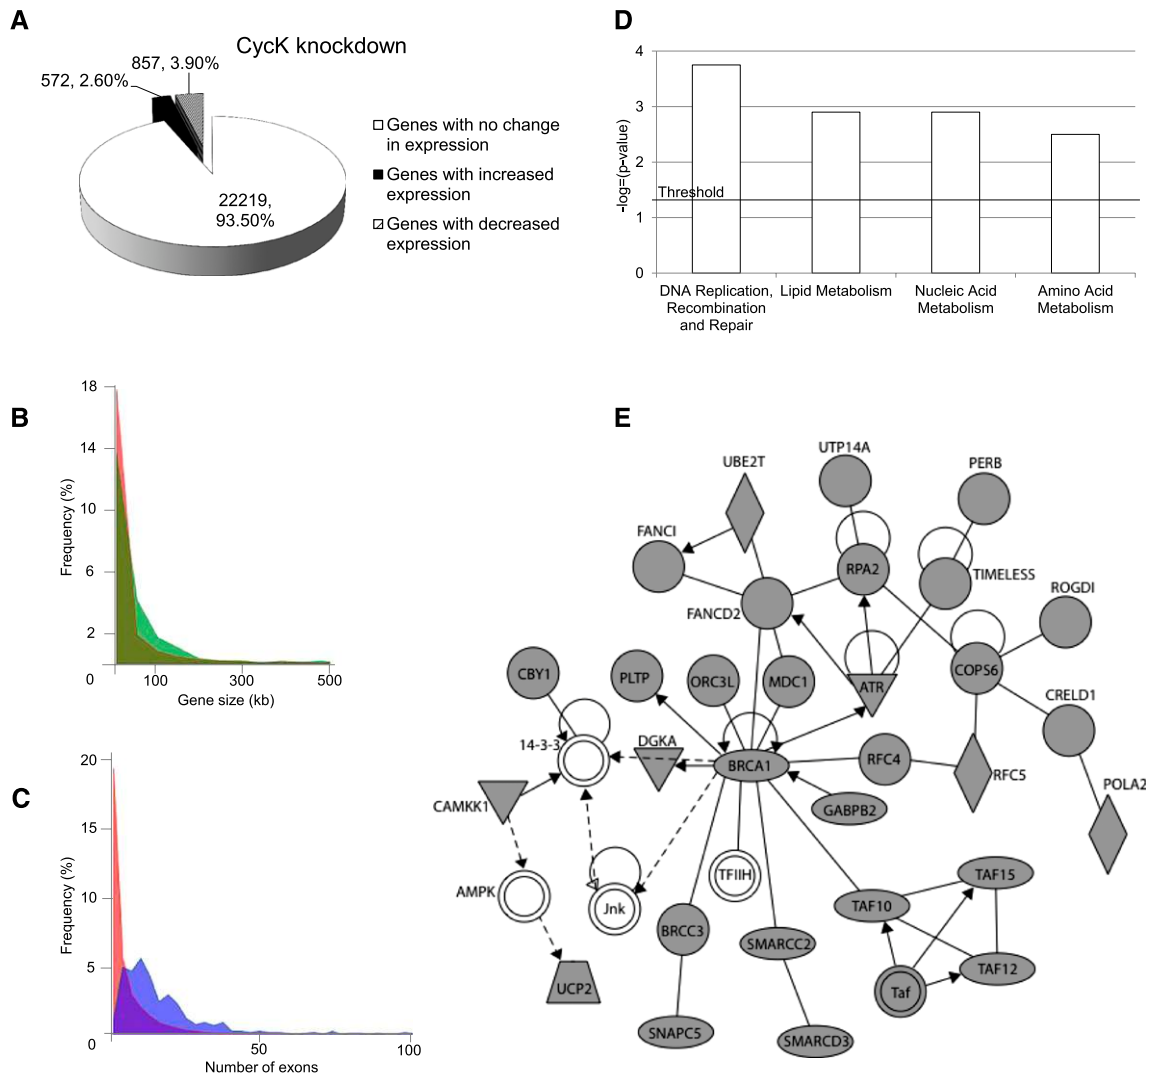 A
CycK knockdown
857, 3.90%
572, 2.60%
22219,
93.50%
Genes with no change
in expression
Genes with increased
expression
Genes with decreased
expression
D
-log=(p-value)
4
3
2
1
0
Threshold
DNA Replication,
Recombination
and Repair
Lipid Metabolism
Nucleic Acid
Metabolism
Amino Acid
Metabolism
B
Frequency (%)
18
14
10
6
2
0
100
300
500
Gene size (kb)
C
Frequency (%)
20
15
10
5
0
50
100
Number of exons
E
UTP14A
UBE2T
PERB
FANCI
RPA2
TIMELESS
FANCD2
ROGDI
CBY1
PLTP
ORC3L
MDC1
ATR
COPS6
CRELD1
14-3-3
DGKA
BRCA1
RFC4
RFC5
CAMKK1
GABPB2
POLA2
AMPK
Jnk
TFIIH
TAF15
TAF10
BRCC3
SMARCC2
TAF12
UCP2
Taf
SNAPC5
SMARCD3